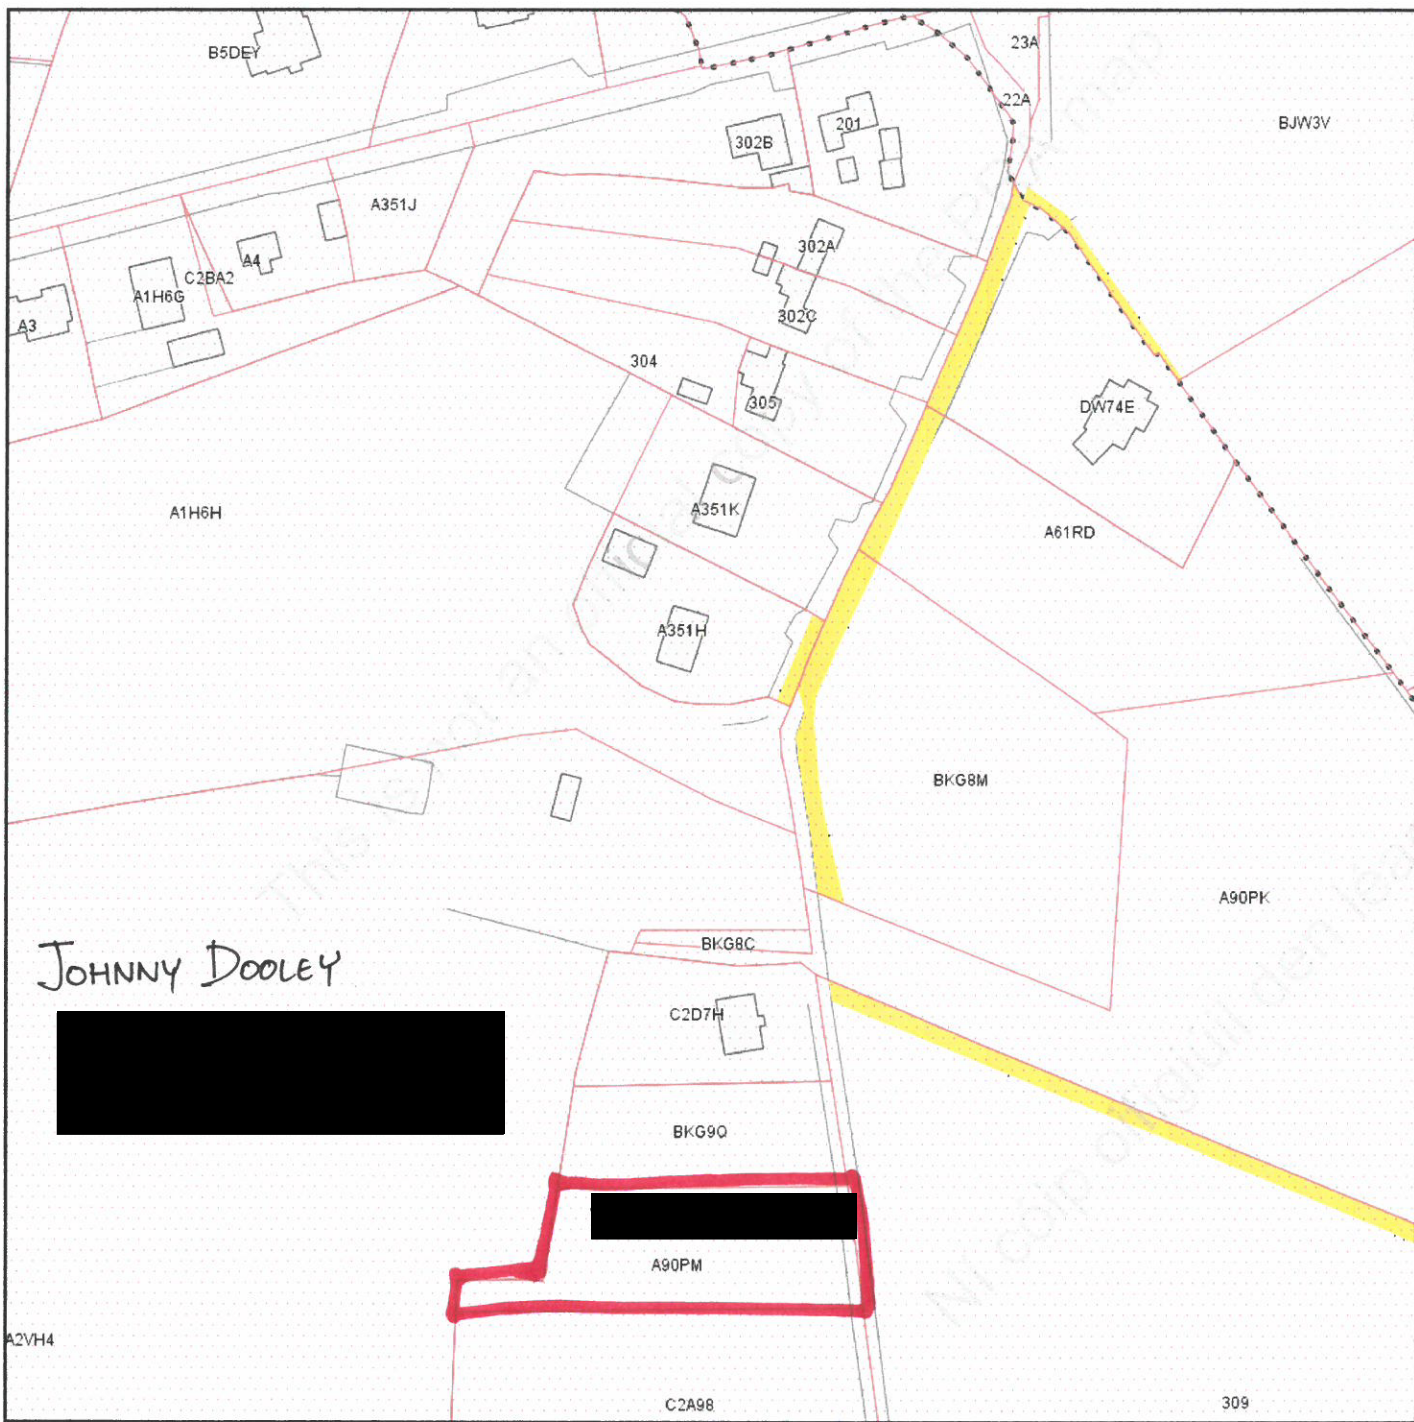 B5DEY
23A
22A
BJW3V
201
302B
A351J
302A
A4
C2BA2
A1H6G
A3
302C
304
305
DW74E
A351K
A1H6H
A61RD
A351H
BKG8M
A90PK
BKG8C
JOHNNY DOOLEY
C2D7H
BKG9Q
A90PM
A2VH4
C2A98
309